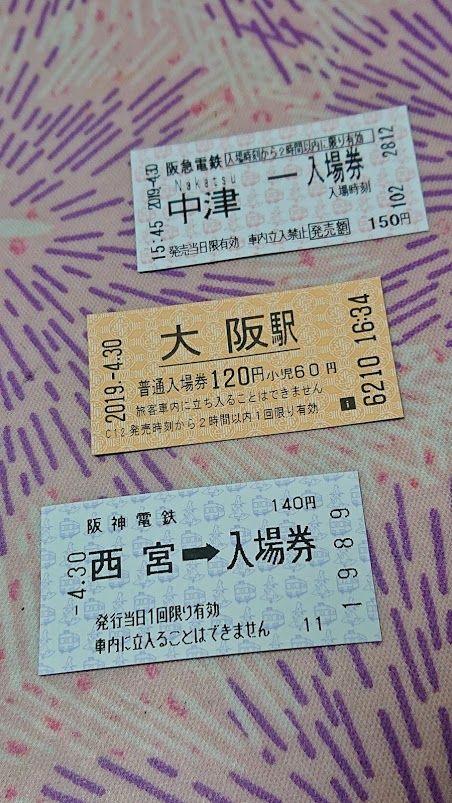 阪急電鉄 入場時刻から2時間以内に限り有効
Nakatsu
中津 ー 入場券
入場時刻
150円
発売当日限有効 車内立入禁止 発売額
15:45 2019.-4.30
102 2812
大阪駅
普通入場券120円 小児60円
旅客車内に立ち入ることはできません
C12発売時刻から2時間以内1回限り有効
2019.-4.30
6210 16:34
阪神電鉄 140円
西宮➡入場券
発行当日1回限り有効
車内に立入ることはできません
-4.30
11 1989